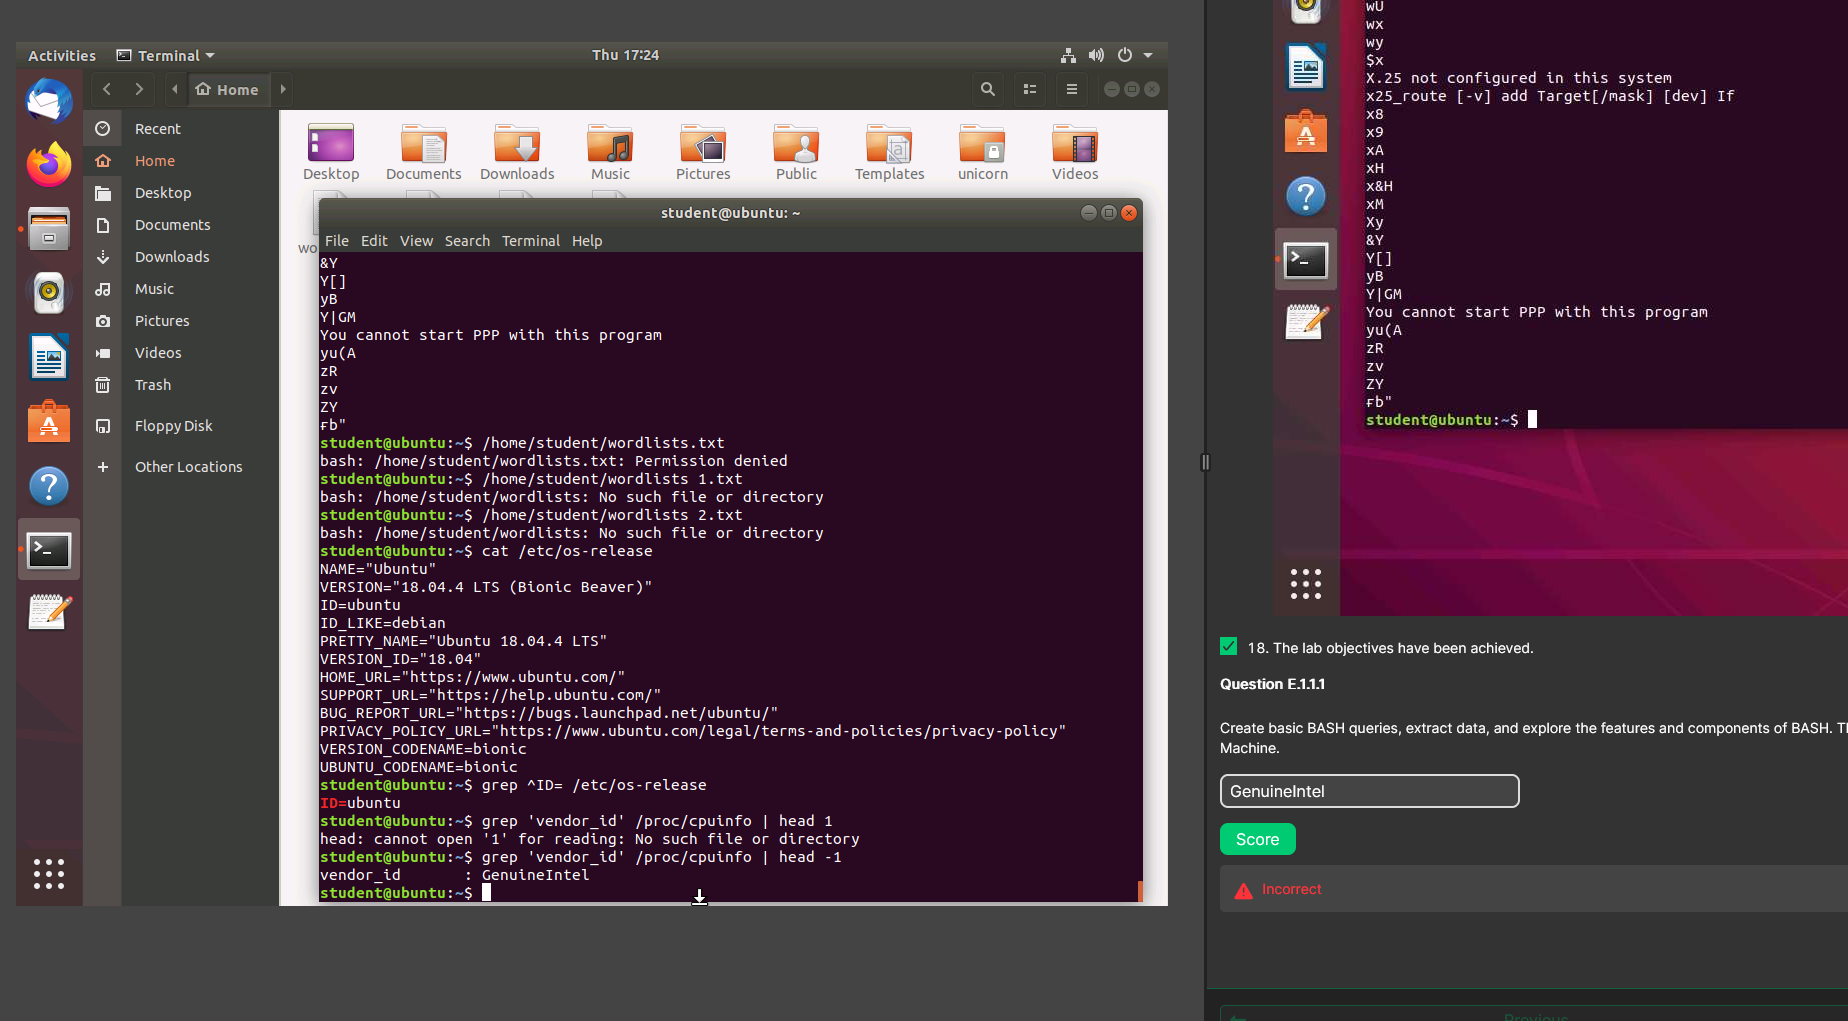 Activities
Terminal
Thu 17:24
Home
Recent
Home
Desktop
Documents
Downloads
Music
Pictures
Videos
Trash
Floppy Disk
Other Locations
Desktop
Documents
Downloads
Music
Pictures
Public
Templates
unicorn
Videos
wo
student@ubuntu: ~
File Edit View Search Terminal Help
&Y
Y[]
yB
Y|GM
You cannot start PPP with this program
yu(A
zR
zv
ZY
ғb"
student@ubuntu:~$ /home/student/wordlists.txt
bash: /home/student/wordlists.txt: Permission denied
student@ubuntu:~$ /home/student/wordlists 1.txt
bash: /home/student/wordlists: No such file or directory
student@ubuntu:~$ /home/student/wordlists 2.txt
bash: /home/student/wordlists: No such file or directory
student@ubuntu:~$ cat /etc/os-release
NAME="Ubuntu"
VERSION="18.04.4 LTS (Bionic Beaver)"
ID=ubuntu
ID_LIKE=debian
PRETTY_NAME="Ubuntu 18.04.4 LTS"
VERSION_ID="18.04"
HOME_URL="https://www.ubuntu.com/"
SUPPORT_URL="https://help.ubuntu.com/"
BUG_REPORT_URL="https://bugs.launchpad.net/ubuntu/"
PRIVACY_POLICY_URL="https://www.ubuntu.com/legal/terms-and-policies/privacy-policy"
VERSION_CODENAME=bionic
UBUNTU_CODENAME=bionic
student@ubuntu:~$ grep ^ID= /etc/os-release
ID=ubuntu
student@ubuntu:~$ grep 'vendor_id' /proc/cpuinfo | head 1
head: cannot open '1' for reading: No such file or directory
student@ubuntu:~$ grep 'vendor_id' /proc/cpuinfo | head -1
vendor_id : GenuineIntel
student@ubuntu:~$
wU
wx
wy
$x
X.25 not configured in this system
x25_route [-v] add Target[/mask] [dev] If
x8
x9
xA
xH
x&H
xM
Xy
&Y
Y[]
yB
Y|GM
You cannot start PPP with this program
yu(A
zR
zv
ZY
ғb"
student@ubuntu:~$
18. The lab objectives have been achieved.
Question E.1.1.1
Create basic BASH queries, extract data, and explore the features and components of BASH.
Machine.
GenuineIntel
Score
Incorrect
Previous